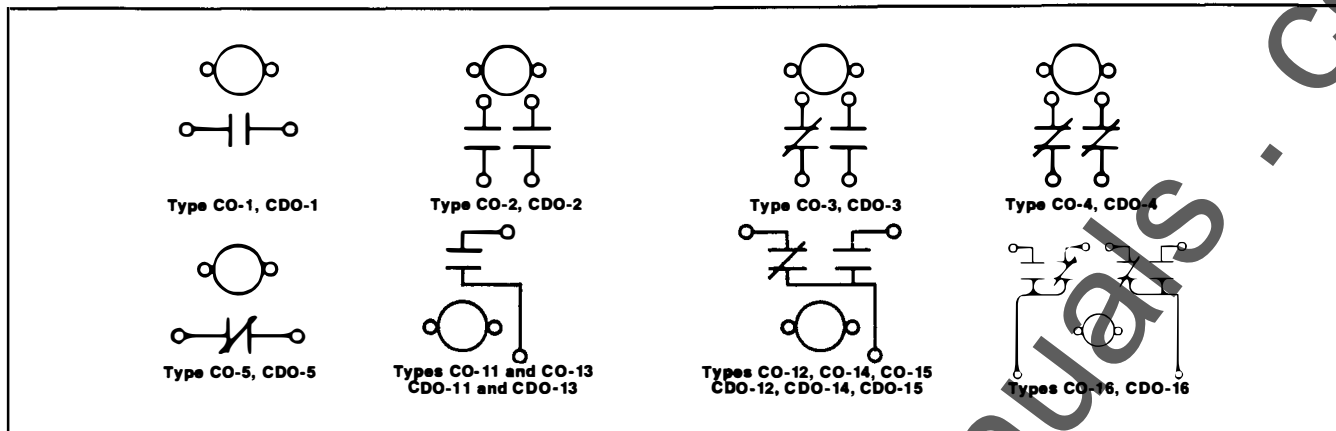 Type CO-1, CDO-1
Type CO-2, CDO-2
Type CO-3, CDO-3
Type CO-4, CDO-4
Type CO-5, CDO-5
Types CO-11 and CO-13
CDO-11 and CDO-13
Types CO-12, CO-14, CO-15
CDO-12, CDO-14, CDO-15
Types CO-16, CDO-16
uals . c